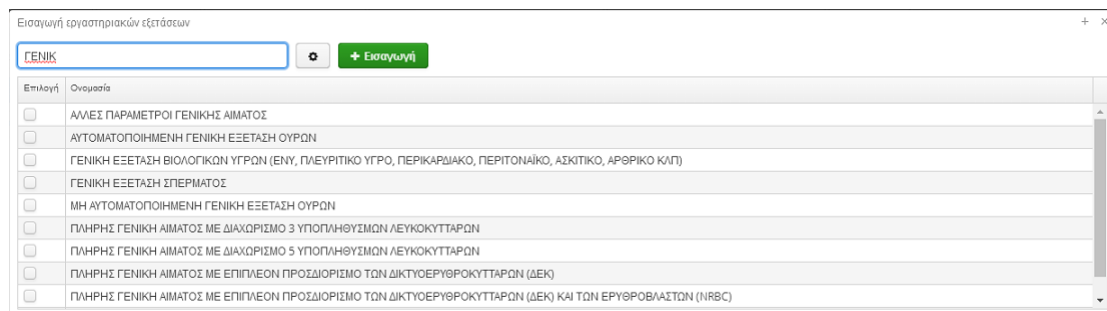 Εισαγωγή εργαστηριακών εξετάσεων
ΓΕΝΙΚ
+ Εισαγωγή
Επιλογή Ονομασία
ΑΛΛΕΣ ΠΑΡΑΜΕΤΡΟΙ ΓΕΝΙΚΗΣ ΑΙΜΑΤΟΣ
ΑΥΤΟΜΑΤΟΠΟΙΗΜΕΝΗ ΓΕΝΙΚΗ ΕΞΕΤΑΣΗ ΟΥΡΩΝ
ΓΕΝΙΚΗ ΕΞΕΤΑΣΗ ΒΙΟΛΟΓΙΚΩΝ ΥΓΡΩΝ (ΕΝΥ, ΠΛΕΥΡΙΤΙΚΟ ΥΓΡΟ, ΠΕΡΙΚΑΡΔΙΑΚΟ, ΠΕΡΙΤΟΝΑΪΚΟ, ΑΣΚΙΤΙΚΟ, ΑΡΘΡΙΚΟ ΚΛΠ)
ΓΕΝΙΚΗ ΕΞΕΤΑΣΗ ΣΠΕΡΜΑΤΟΣ
ΜΗ ΑΥΤΟΜΑΤΟΠΟΙΗΜΕΝΗ ΓΕΝΙΚΗ ΕΞΕΤΑΣΗ ΟΥΡΩΝ
ΠΛΗΡΗΣ ΓΕΝΙΚΗ ΑΙΜΑΤΟΣ ΜΕ ΔΙΑΧΩΡΙΣΜΟ 3 ΥΠΟΠΛΗΘΥΣΜΩΝ ΛΕΥΚΟΚΥΤΤΑΡΩΝ
ΠΛΗΡΗΣ ΓΕΝΙΚΗ ΑΙΜΑΤΟΣ ΜΕ ΔΙΑΧΩΡΙΣΜΟ 5 ΥΠΟΠΛΗΘΥΣΜΩΝ ΛΕΥΚΟΚΥΤΤΑΡΩΝ
ΠΛΗΡΗΣ ΓΕΝΙΚΗ ΑΙΜΑΤΟΣ ΜΕ ΕΠΙΠΛΕΟΝ ΠΡΟΣΔΙΟΡΙΣΜΟ ΤΩΝ ΔΙΚΤΥΟΕΡΥΘΡΟΚΥΤΤΑΡΩΝ (ΔΕΚ)
ΠΛΗΡΗΣ ΓΕΝΙΚΗ ΑΙΜΑΤΟΣ ΜΕ ΕΠΙΠΛΕΟΝ ΠΡΟΣΔΙΟΡΙΣΜΟ ΤΩΝ ΔΙΚΤΥΟΕΡΥΘΡΟΚΥΤΤΑΡΩΝ (ΔΕΚ) ΚΑΙ ΤΩΝ ΕΡΥΘΡΟΒΛΑΣΤΩΝ (NRBC)